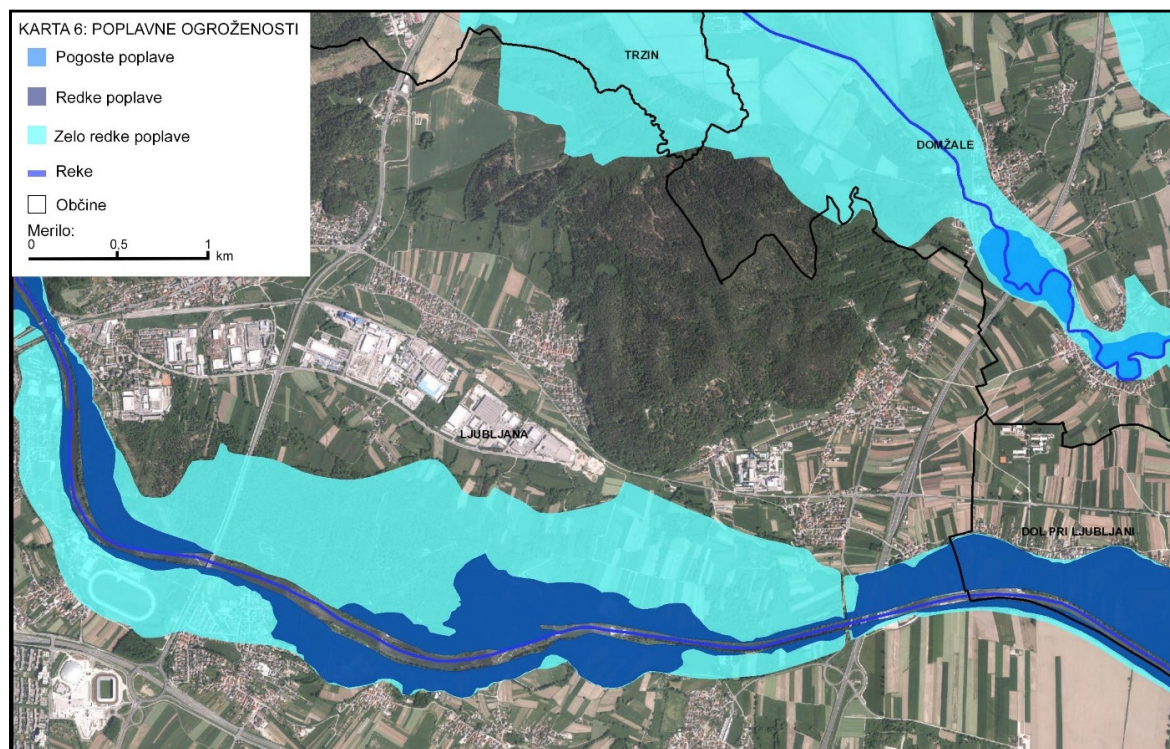 KARTA 6: POPLAVNE OGROŽENOSTI
Pogoste poplave
Redke poplave
Zelo redke poplave
Reke
Občine
Merilo:
0 0,5 1
km
TRZIN
DOMŽALE
LJUBLJANA
DOL PRI LJUBLJANI